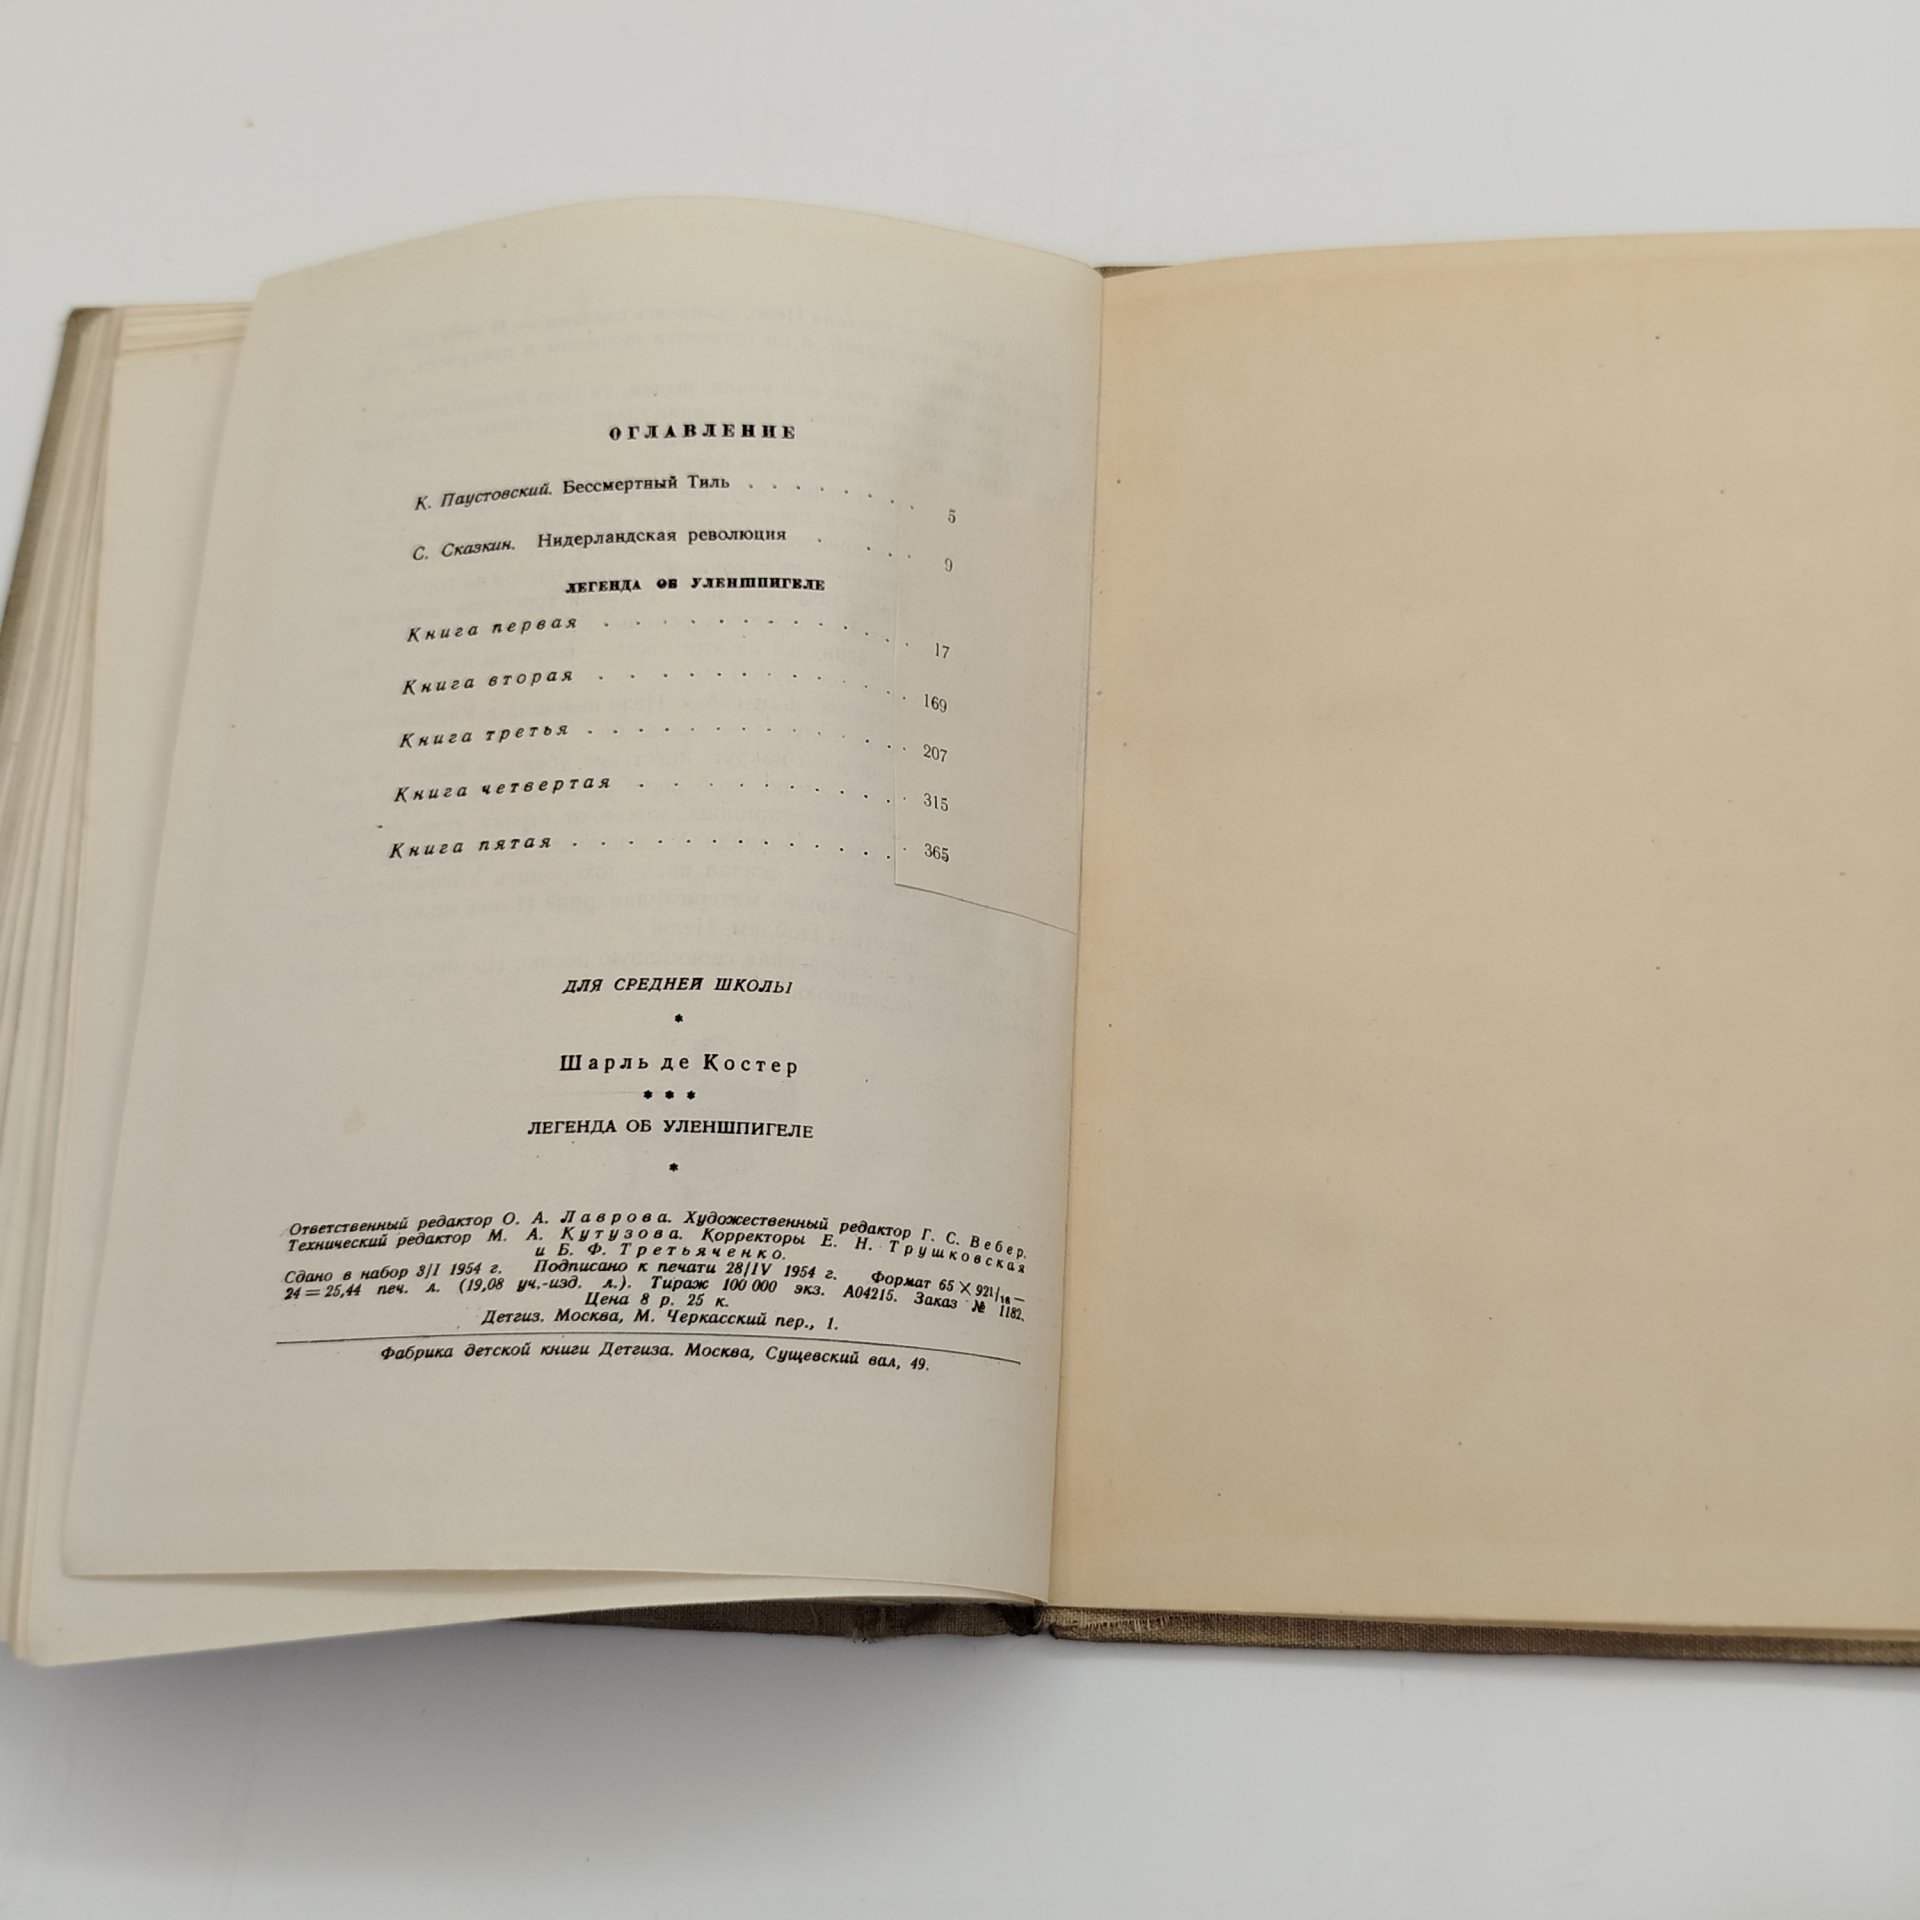 ОГЛАВЛЕНИЕ
К. Паустовский. Бессмертный Тиль . . . . . . . 5
С. Сказкин. Нидерландская революция . . . . 9
ЛЕГЕНДА ОБ УЛЕНШПИГЕЛЕ
Книга первая . . . . . . . . . . . 17
Книга вторая . . . . . . . . . . . 169
Книга третья . . . . . . . . . . . . 207
Книга четвертая . . . . . . . . . . 315
Книга пятая . . . . . . . . . . . . 365
ДЛЯ СРЕДНЕЙ ШКОЛЫ
*
Шарль де Костер
* * *
ЛЕГЕНДА ОБ УЛЕНШПИГЕЛЕ
*
Ответственный редактор О. А. Лаврова. Художественный редактор Г. С. Вебер.
Технический редактор М. А. Кутузова. Корректоры Е. Н. Трушковская
и Б. Ф. Третьяченко.
Сдано в набор 8/I 1954 г. Подписано к печати 28/IV 1954 г. Формат 65 × 92 1/16 —
24 = 25,44 печ. л. (19,08 уч.-изд. л.). Тираж 100 000 экз. А04215. Заказ № 1182.
Цена 8 р. 25 к.
Детгиз. Москва, М. Черкасский пер., 1.
Фабрика детской книги Детгиза. Москва, Сущевский вал, 49.